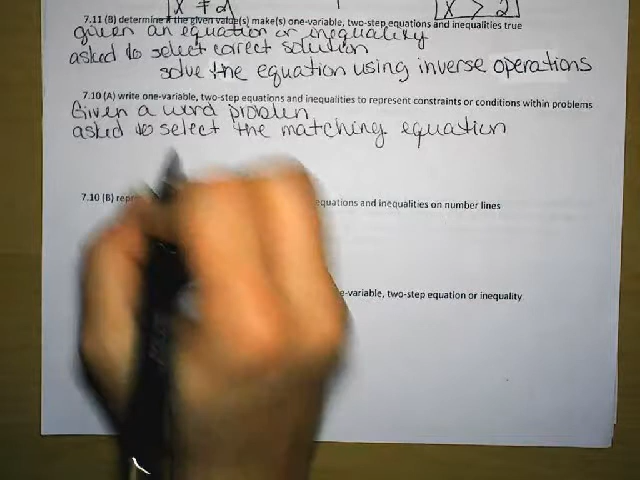 x ≠ 2
x > 2
7.11 (B) determine if the given value(s) make(s) one-variable, two-step equations and inequalities true
given an equation or inequality
asked to select correct solution
solve the equation using inverse operations
7.10 (A) write one-variable, two-step equations and inequalities to represent constraints or conditions within problems
Given a word problem
asked to select the matching equation
7.10 (B) equations and inequalities on number lines
e-variable, two-step equation or inequality